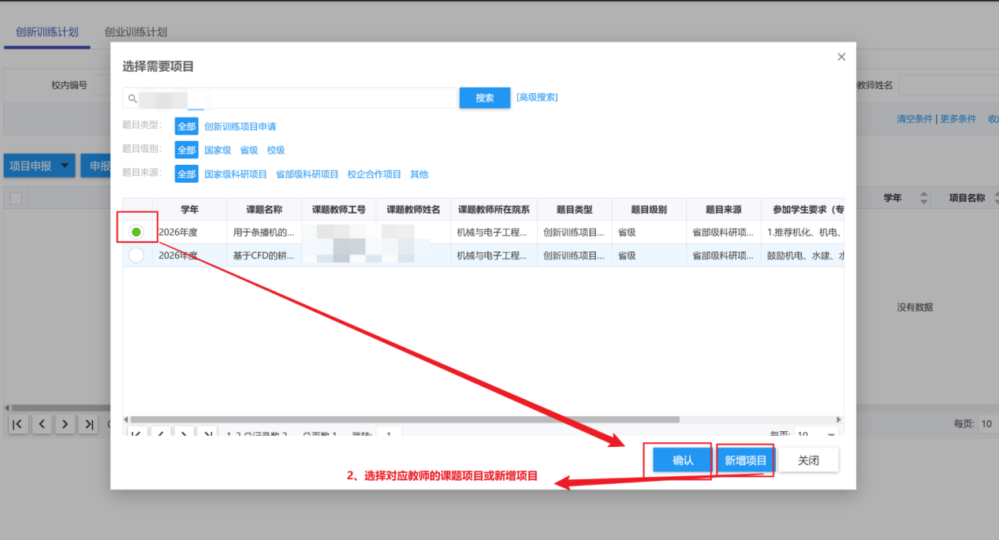 创新训练计划 创业训练计划
选择需要项目
校内编号
教师姓名
搜索 [高级搜索]
题目类型: 全部 创新训练项目申请
清空条件 | 更多条件
题目级别: 全部 国家级 省级 校级
题目来源: 全部 国家级科研项目 省部级科研项目 校企合作项目 其他
项目申报 申报
学年 项目名称
学年 课题名称 课题教师工号 课题教师姓名 课题教师所在院系 题目类型 题目级别 题目来源 参加学生要求（专
2026年度 用于条播机的... 机械与电子工程... 创新训练项目... 省级 省部级科研项... 1.推荐机化、机电、
2026年度 基于CFD的耕... 机械与电子工程... 创新训练项目... 省级 省部级科研项... 鼓励机电、水建、水
没有数据
每页: 10
1-2 总记录数 2 总页数 1 跳转: 1
每页: 10
确认 新增项目 关闭
2、选择对应教师的课题项目或新增项目